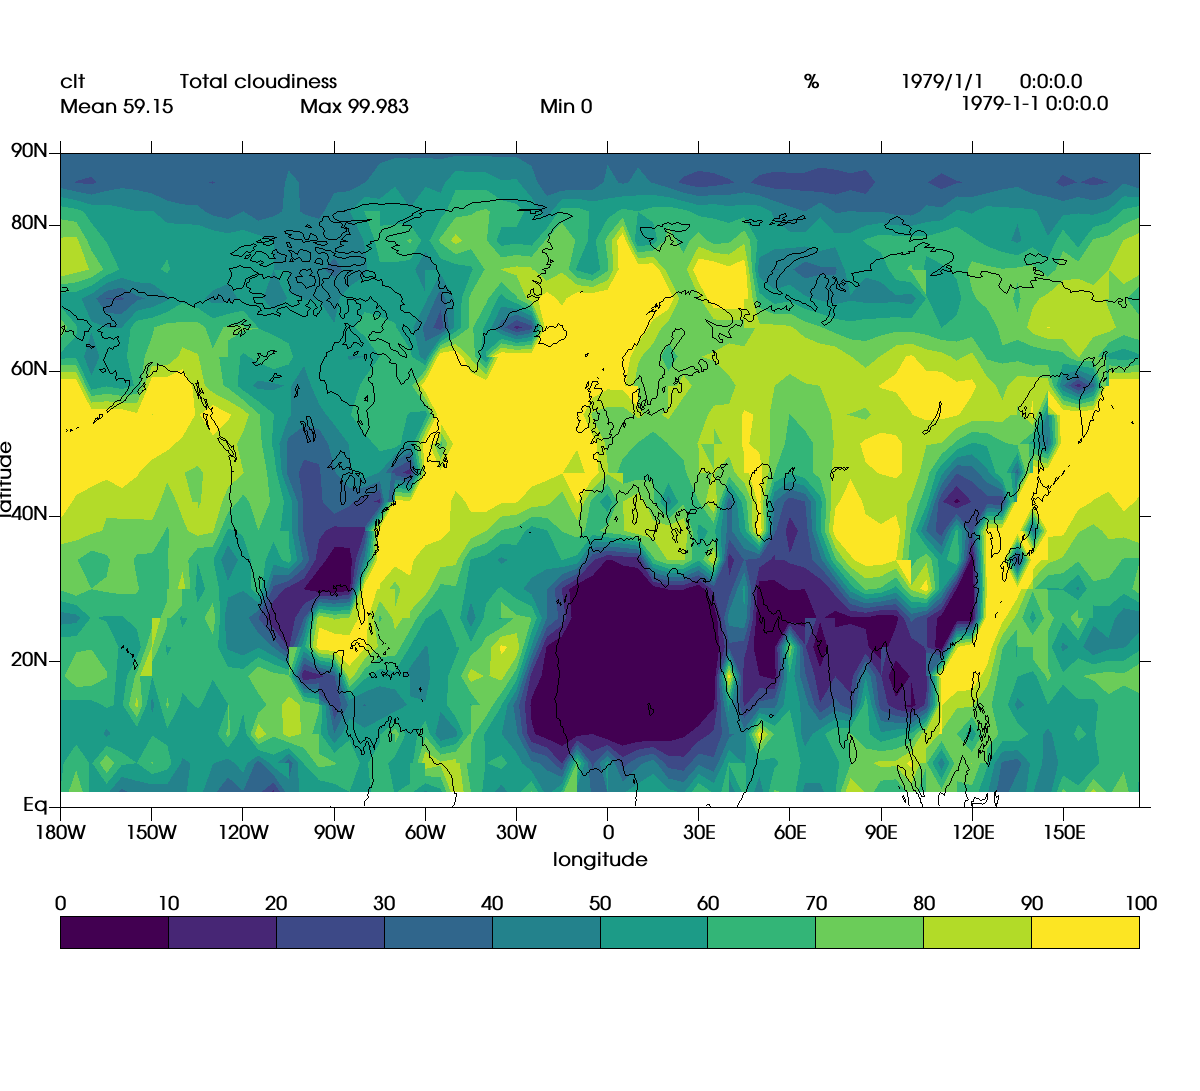 clt Total cloudiness % 1979/1/1 0:0:0.0
Mean 59.15 Max 99.983 Min 0 1979-1-1 0:0:0.0
90N
80N
60N
latitude
40N
20N
Eq
180W 150W 120W 90W 60W 30W 0 30E 60E 90E 120E 150E
longitude
0 10 20 30 40 50 60 70 80 90 100